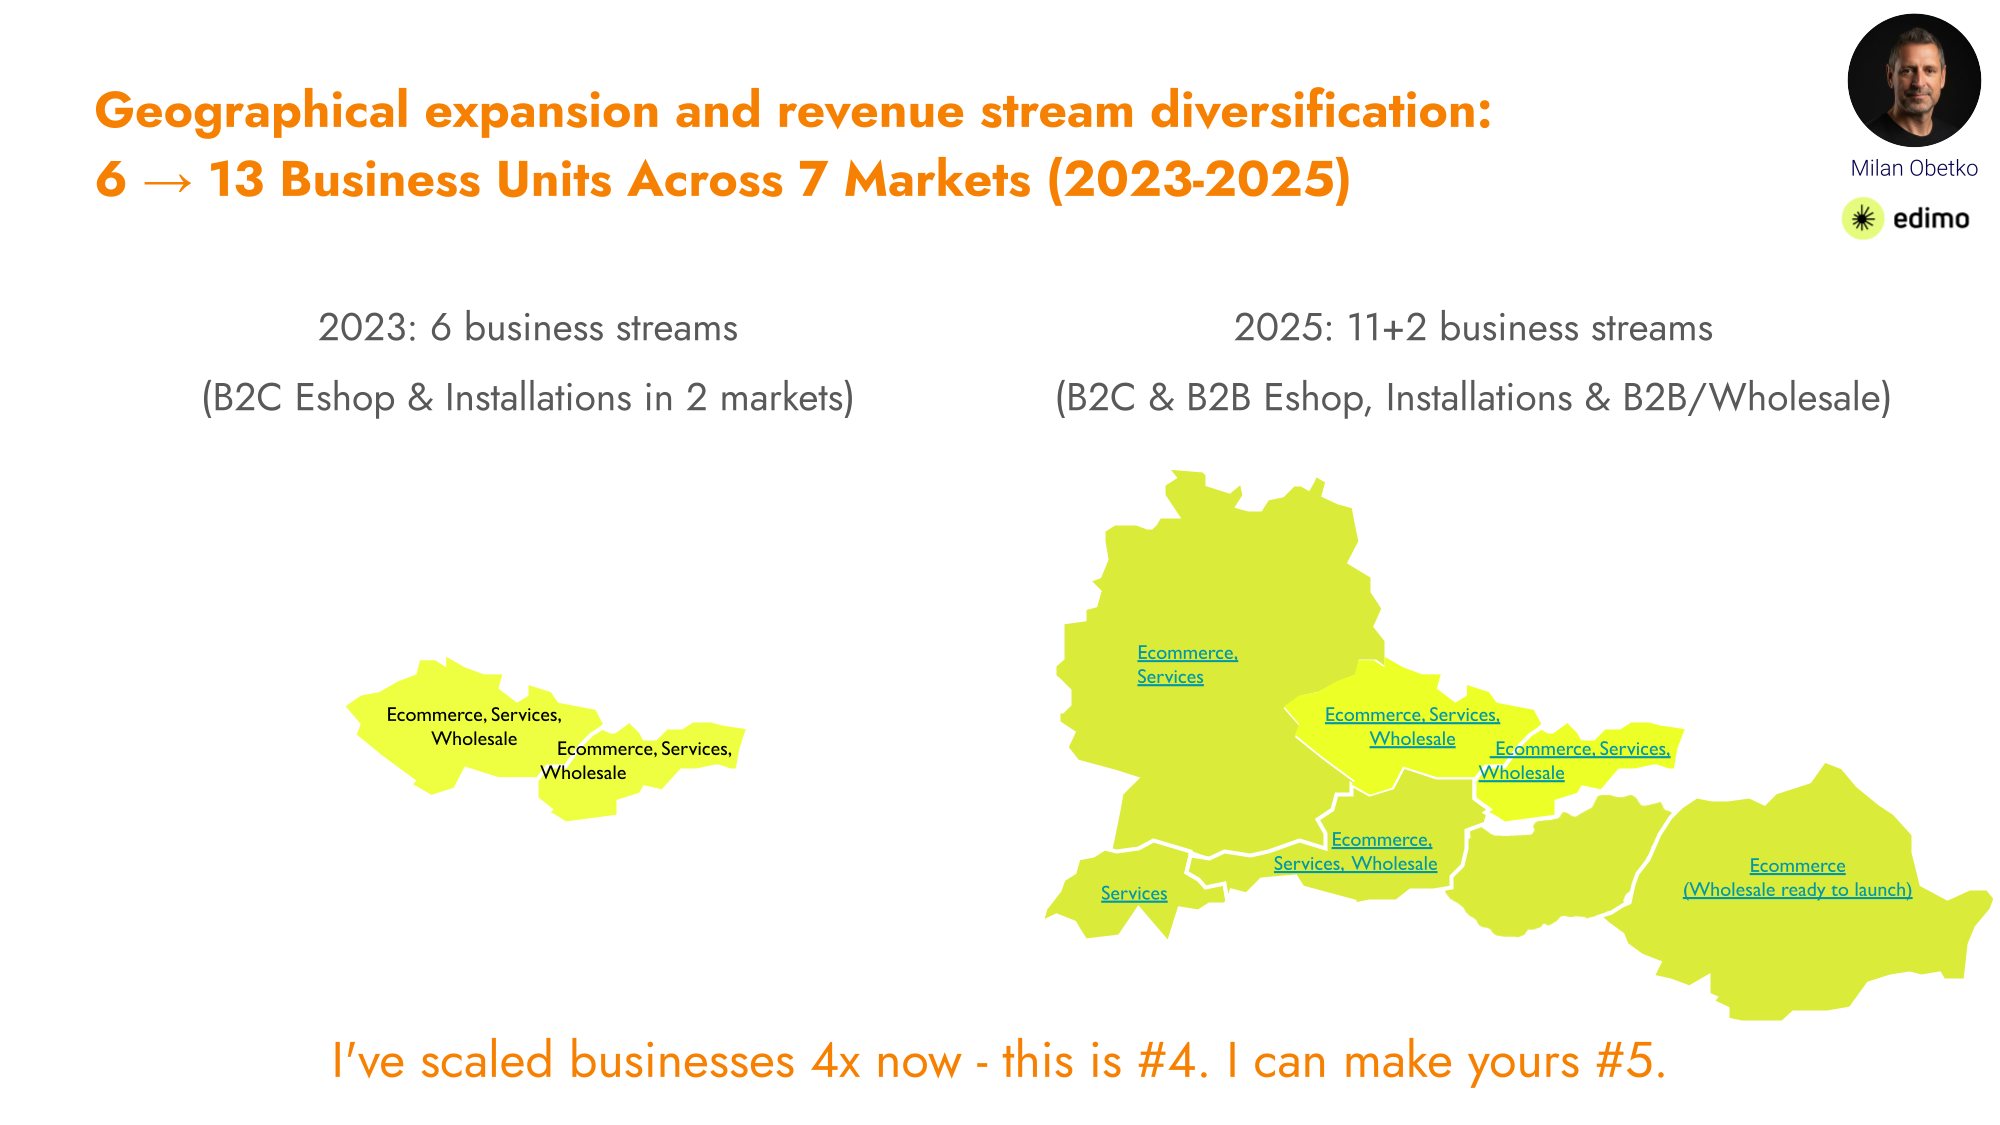 Geographical expansion and revenue stream diversification:
6 → 13 Business Units Across 7 Markets (2023-2025)
Milan Obetko
edimo
2023: 6 business streams
(B2C Eshop & Installations in 2 markets)
2025: 11+2 business streams
(B2C & B2B Eshop, Installations & B2B/Wholesale)
Ecommerce, Services,
Wholesale
Ecommerce, Services,
Wholesale
Ecommerce,
Services
Ecommerce, Services,
Wholesale
Ecommerce, Services,
Wholesale
Ecommerce,
Services, Wholesale
Services
Ecommerce
(Wholesale ready to launch)
I've scaled businesses 4x now - this is #4. I can make yours #5.